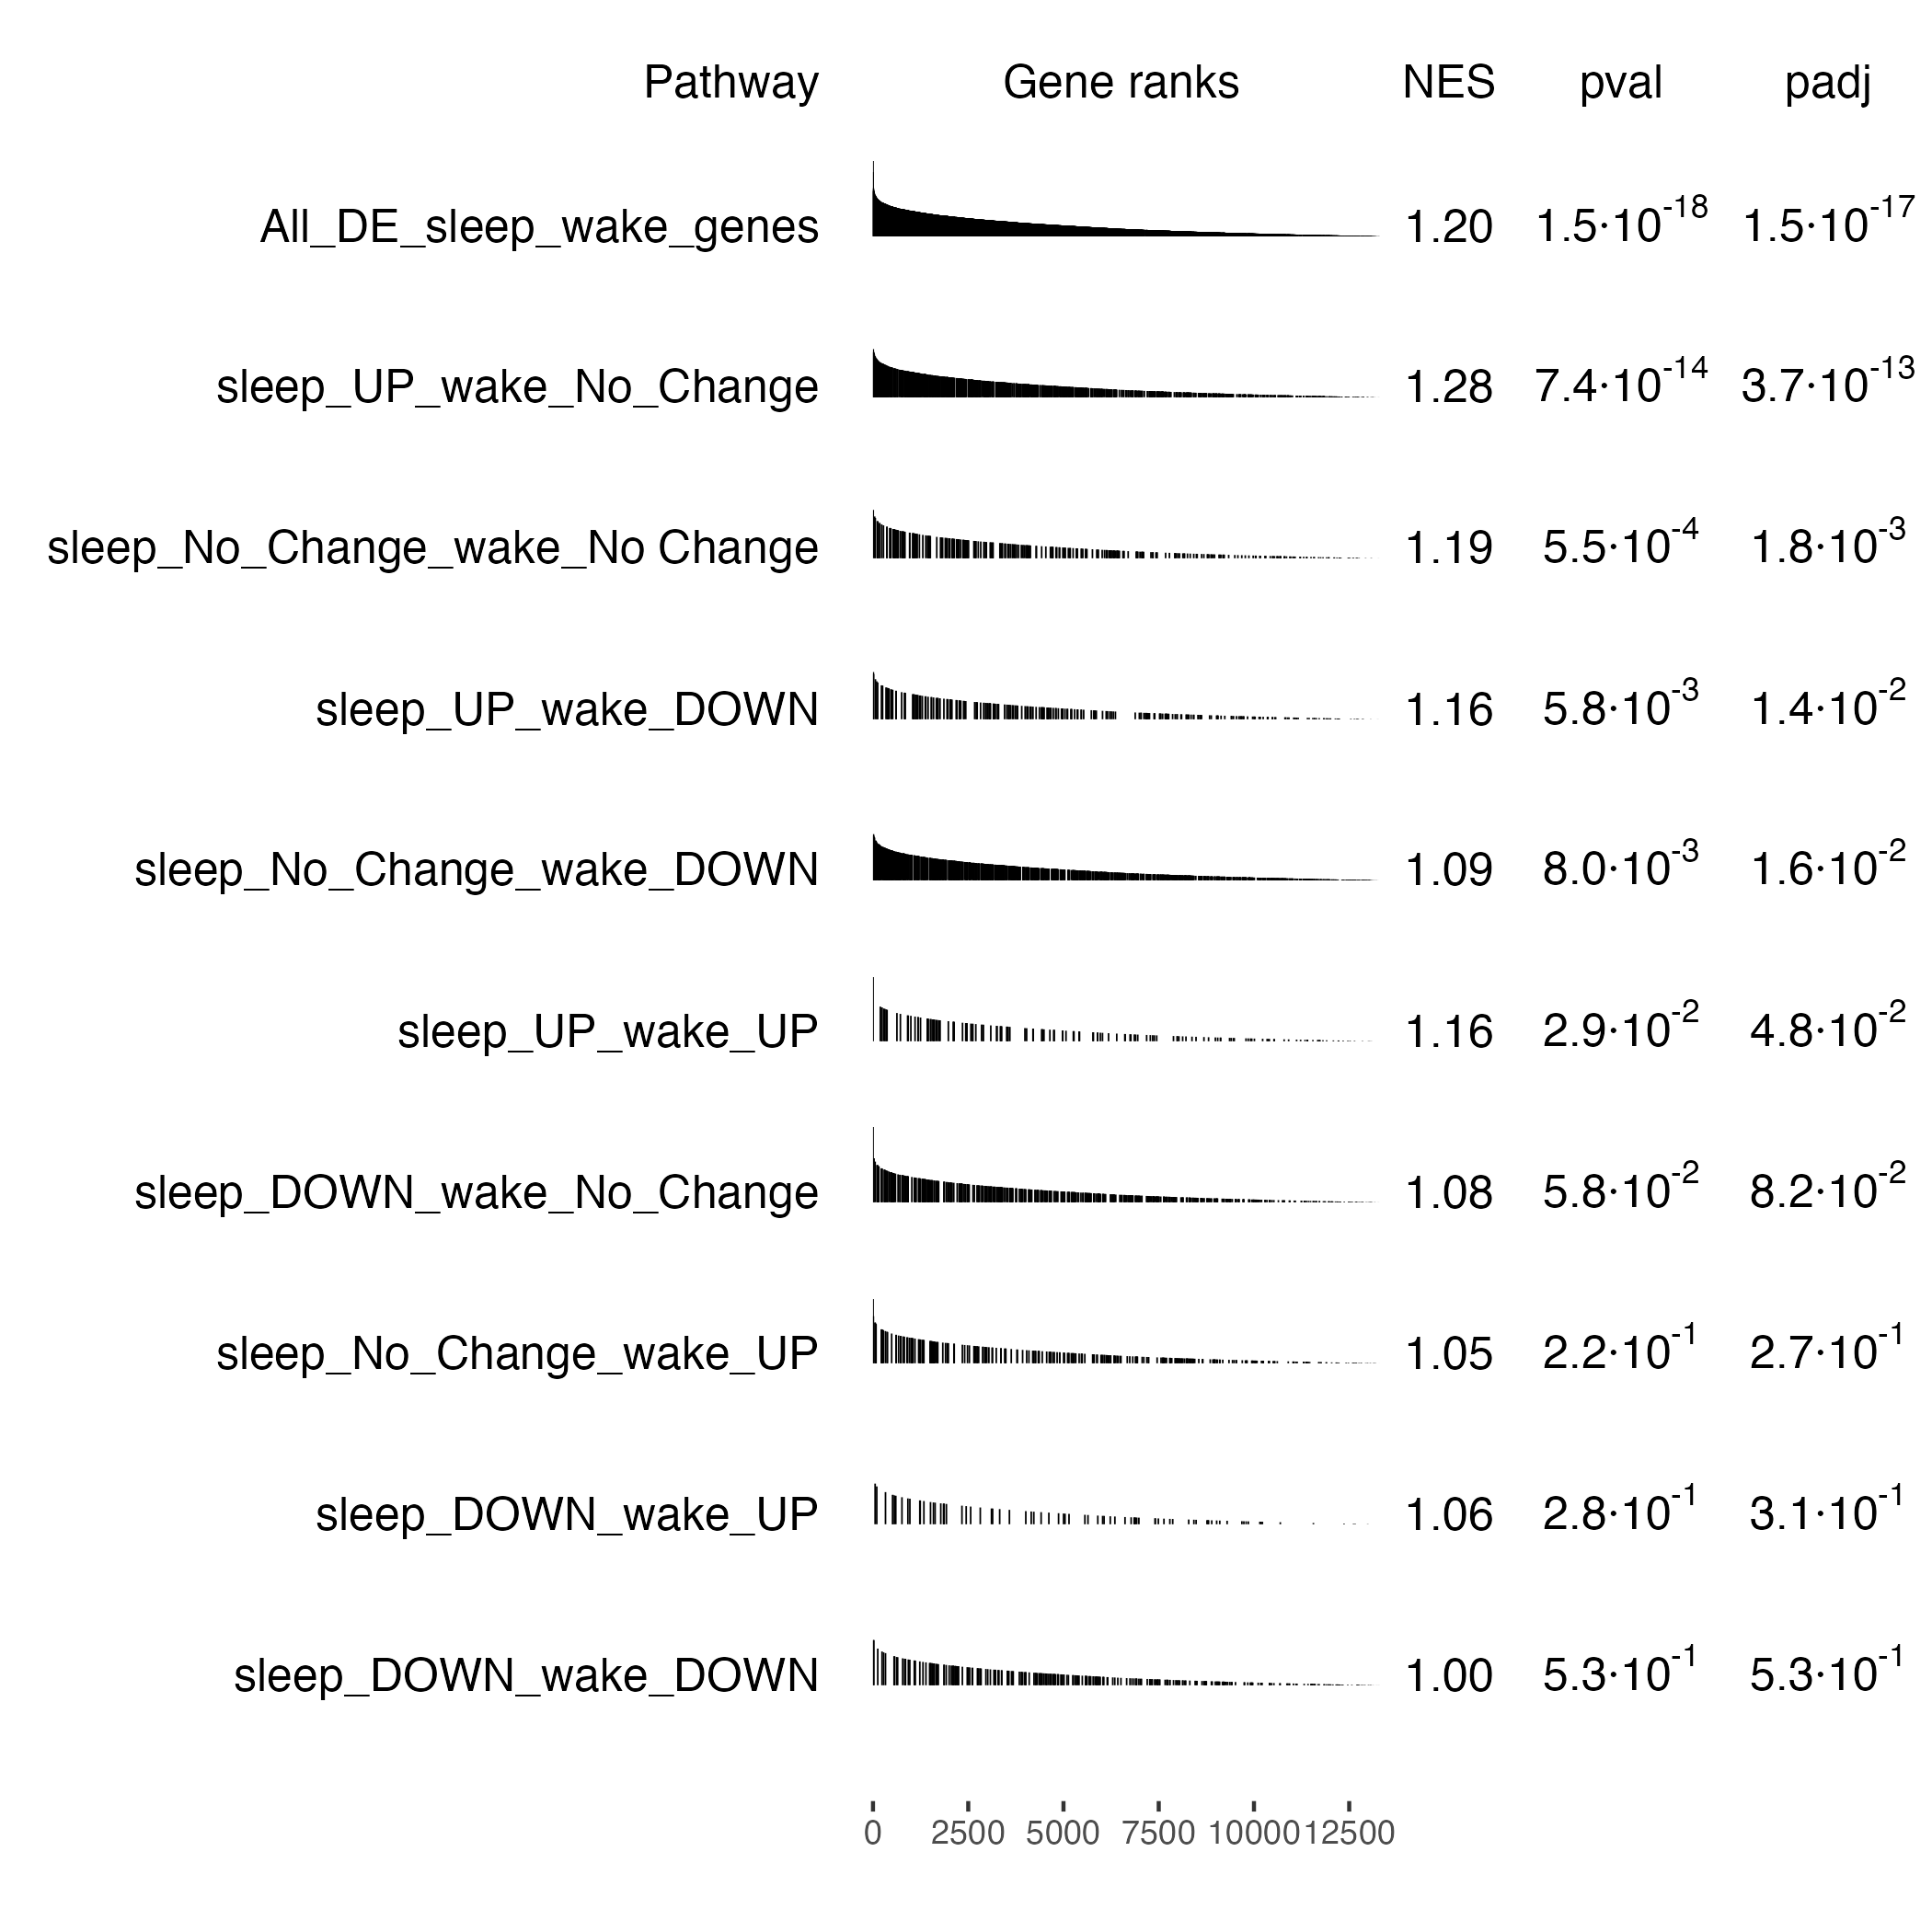 Pathway Gene ranks NES pval padj
All_DE_sleep_wake_genes 1.20 1.5·10^-18 1.5·10^-17
sleep_UP_wake_No_Change 1.28 7.4·10^-14 3.7·10^-13
sleep_No_Change_wake_No Change 1.19 5.5·10^-4 1.8·10^-3
sleep_UP_wake_DOWN 1.16 5.8·10^-3 1.4·10^-2
sleep_No_Change_wake_DOWN 1.09 8.0·10^-3 1.6·10^-2
sleep_UP_wake_UP 1.16 2.9·10^-2 4.8·10^-2
sleep_DOWN_wake_No_Change 1.08 5.8·10^-2 8.2·10^-2
sleep_No_Change_wake_UP 1.05 2.2·10^-1 2.7·10^-1
sleep_DOWN_wake_UP 1.06 2.8·10^-1 3.1·10^-1
sleep_DOWN_wake_DOWN 1.00 5.3·10^-1 5.3·10^-1
0 2500 5000 7500 10000 12500